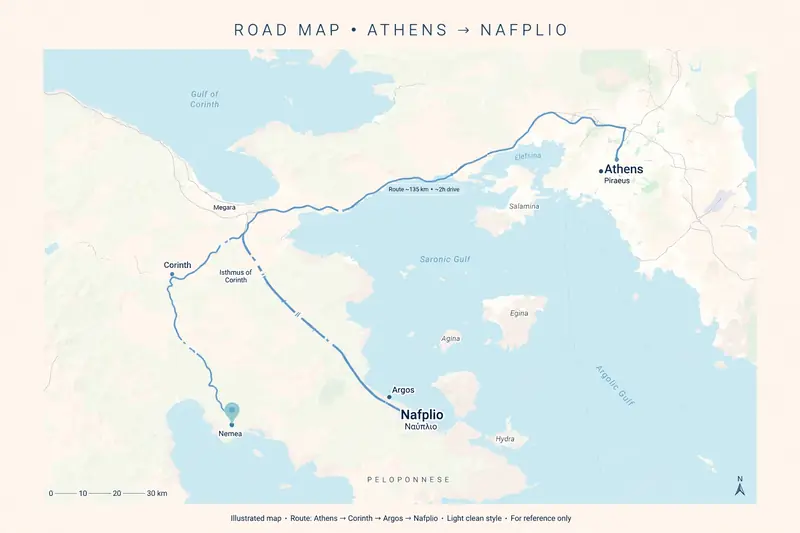 ROAD MAP • ATHENS → NAFPLIO
Gulf of
Corinth
Elefsina
Athens
Piraeus
Route ~135 km • ~2h drive
Megara
Salamina
Saronic Gulf
Corinth
Isthmus of
Corinth
Egina
Agina
Argolic Gulf
Argos
Nafplio
Ναύπλιο
Nemea
Hydra
PELOPONNESE
N
0 10 20 30 km
Illustrated map • Route: Athens → Corinth → Argos → Nafplio • Light clean style • For reference only